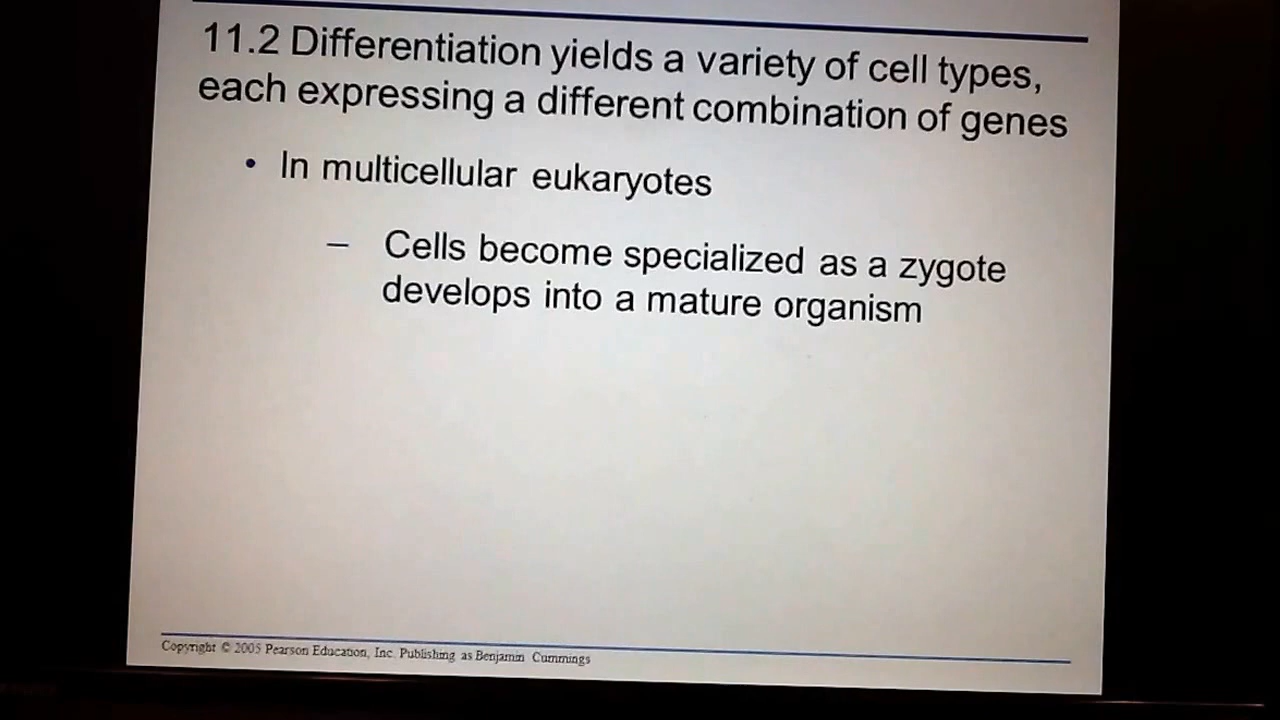 11.2 Differentiation yields a variety of cell types,
each expressing a different combination of genes
• In multicellular eukaryotes
– Cells become specialized as a zygote
develops into a mature organism
Copyright © 2005 Pearson Education, Inc. Publishing as Benjamin Cummings